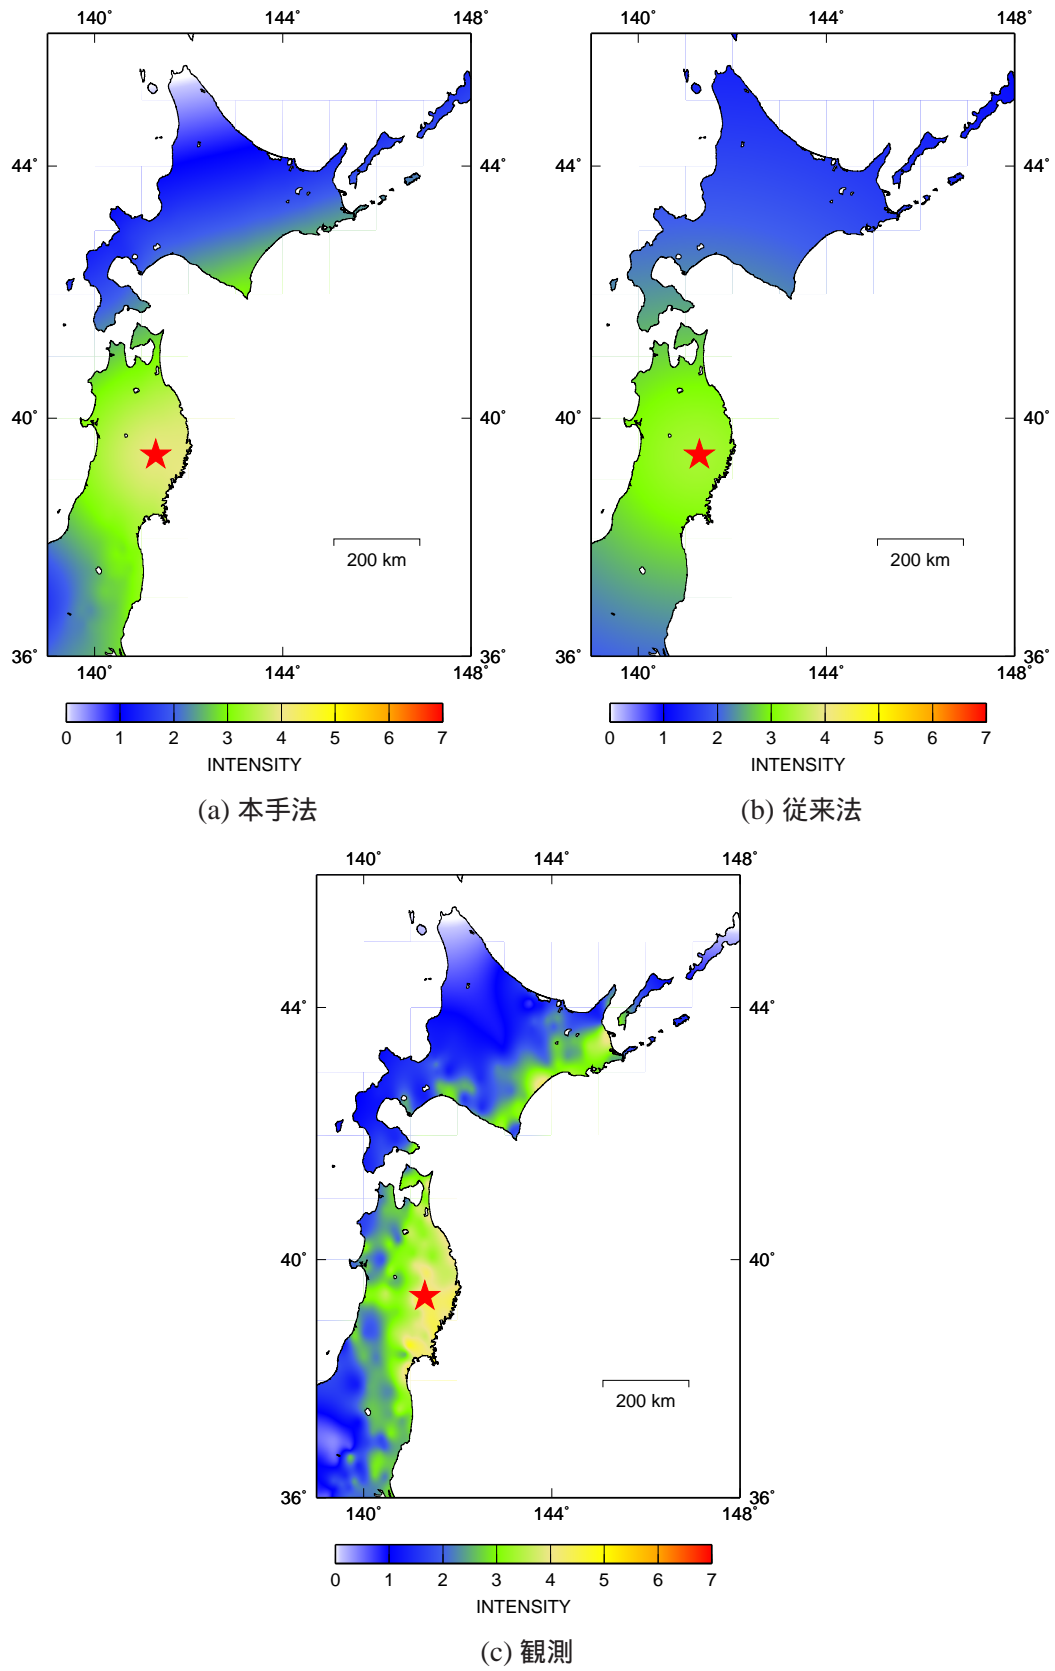 140° 144° 148° 140° 144° 148°
44° 44° 44°
40° 40° 40°
200 km 200 km
36° 36° 36°
140° 144° 148° 140° 144° 148°
0 1 2 3 4 5 6 7 0 1 2 3 4 5 6 7
INTENSITY INTENSITY
(a) 本手法 (b) 従来法
140° 144° 148°
44° 44°
40° 40°
200 km
36° 36°
140° 144° 148°
0 1 2 3 4 5 6 7
INTENSITY
(c) 観測